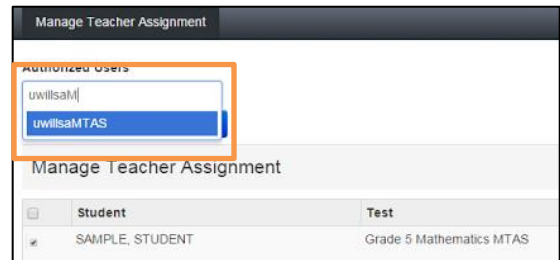 Manage Teacher Assignment
Authorized Users
uwillsaM
uwillsaMTAS
Manage Teacher Assignment
Student Test
SAMPLE, STUDENT Grade 5 Mathematics MTAS